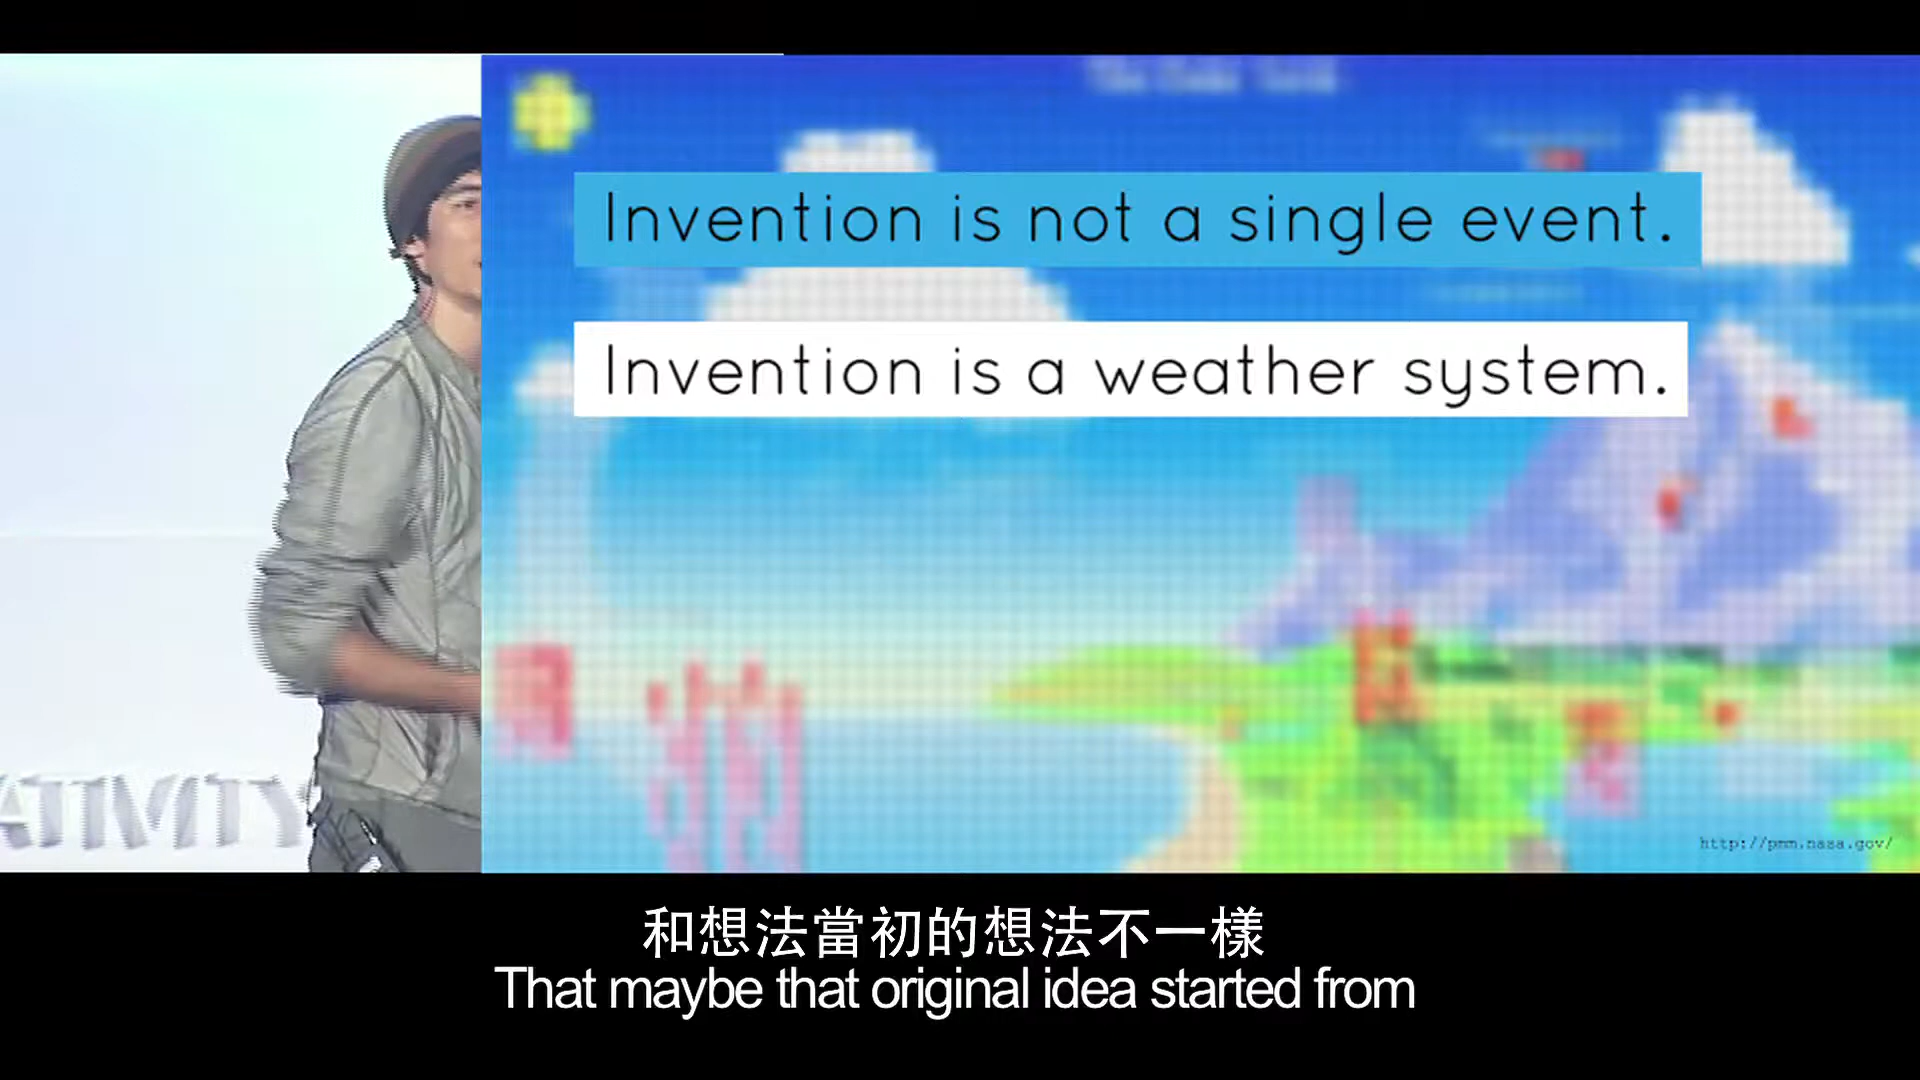 Invention is not a single event.
Invention is a weather system.
ATIVITY
http://pmm.nasa.gov/
和想法當初的想法不一樣
That maybe that original idea started from